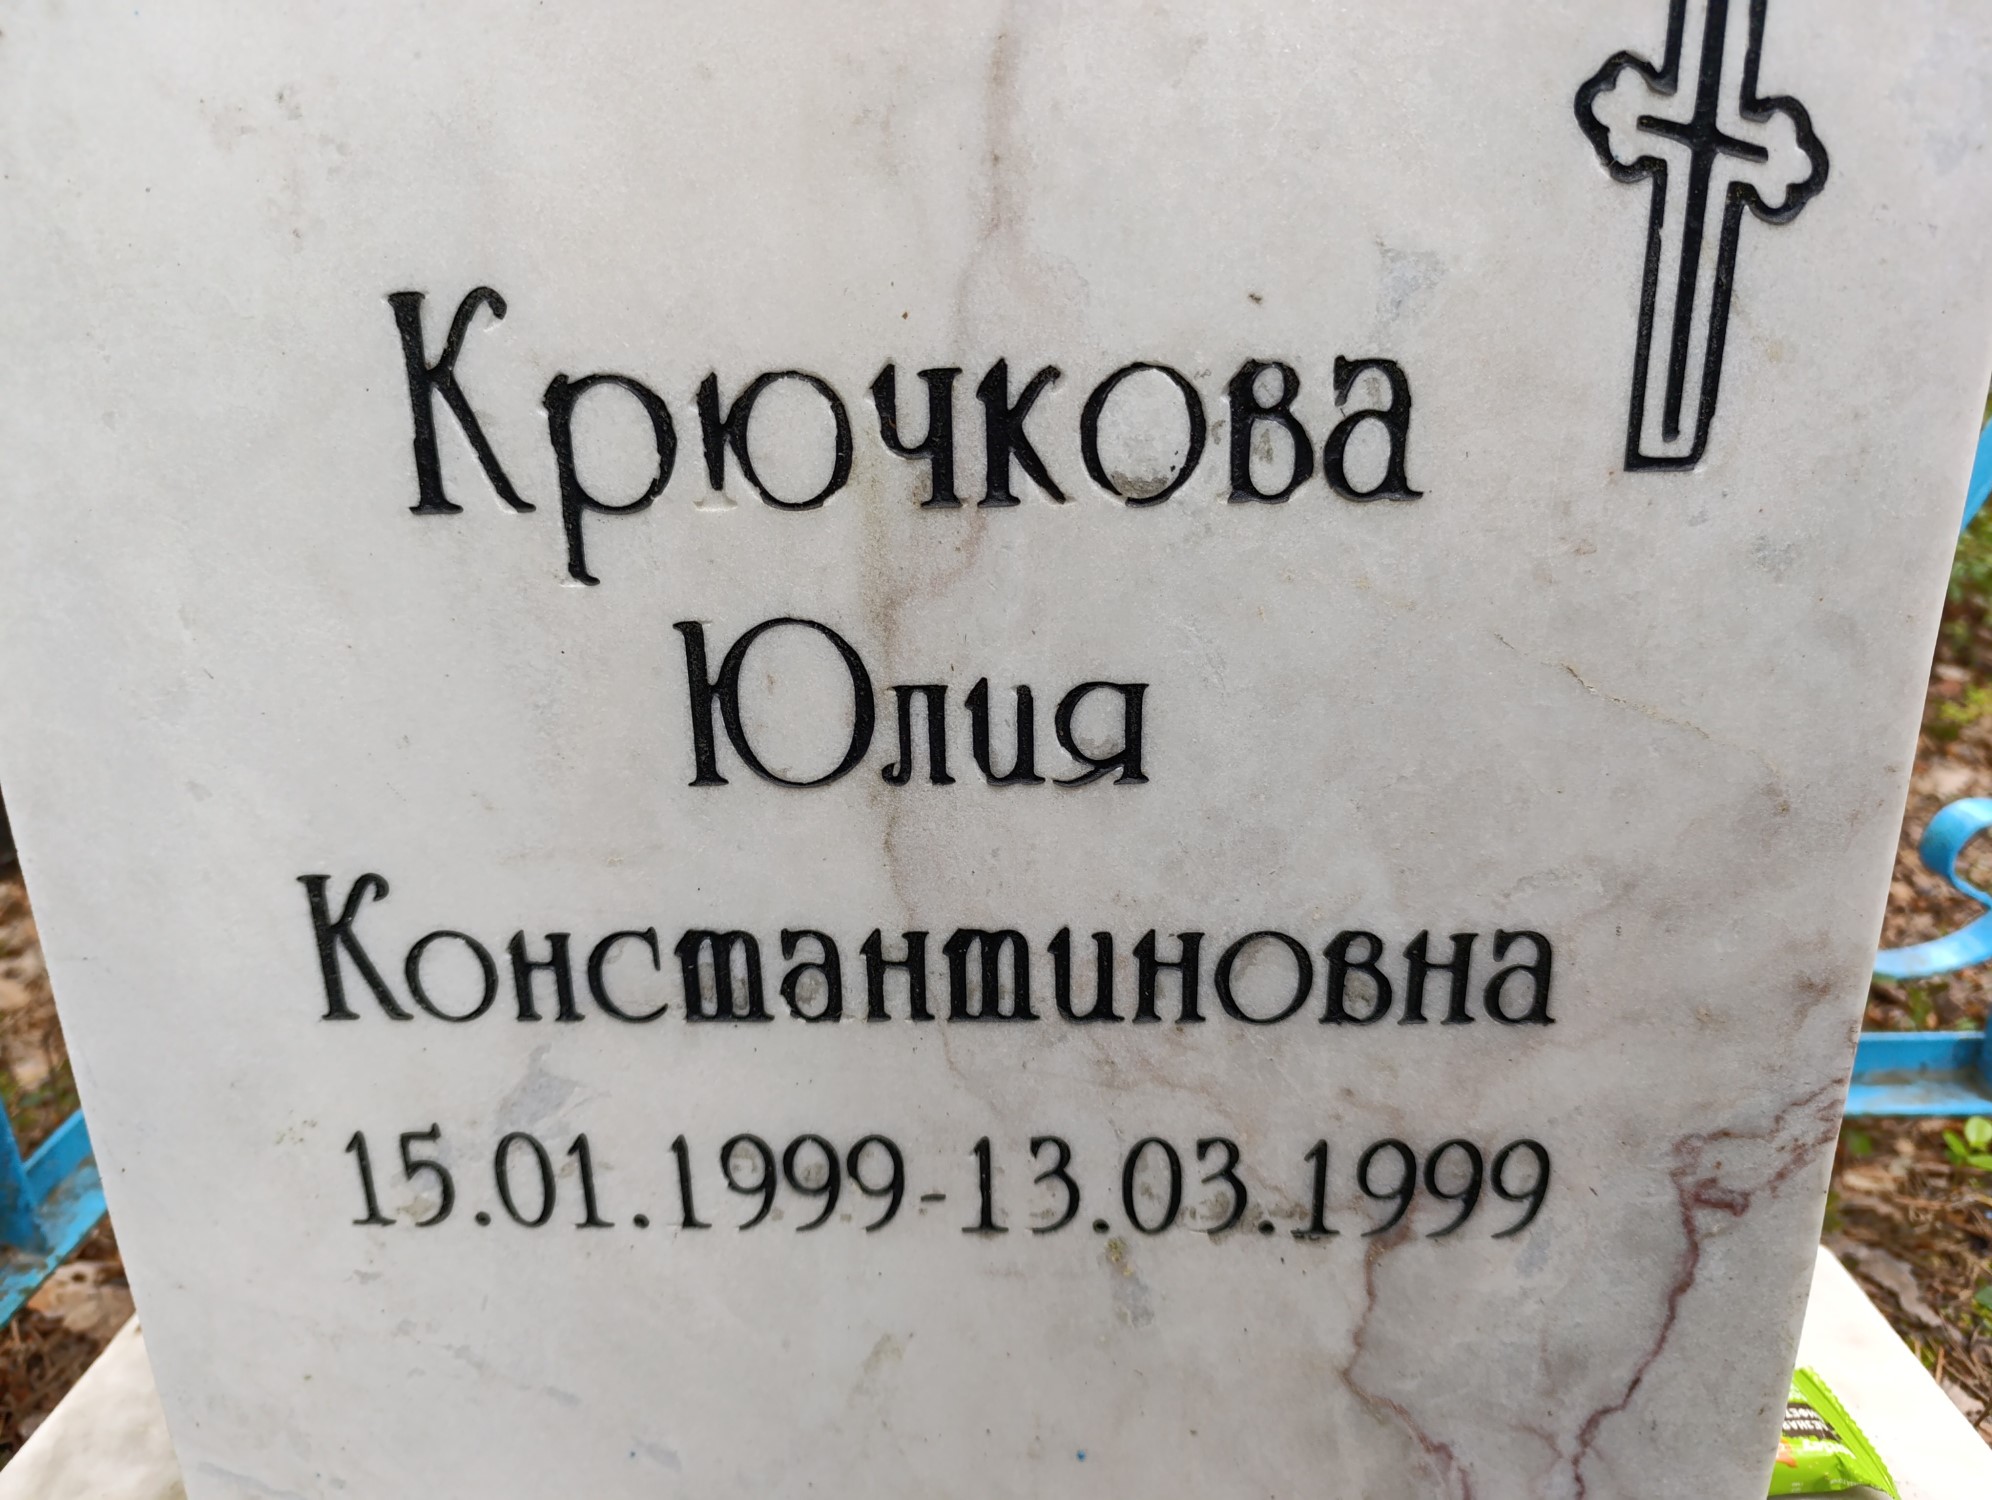 Крючкова
Юлия
Константиновна
15.01.1999-13.03.1999